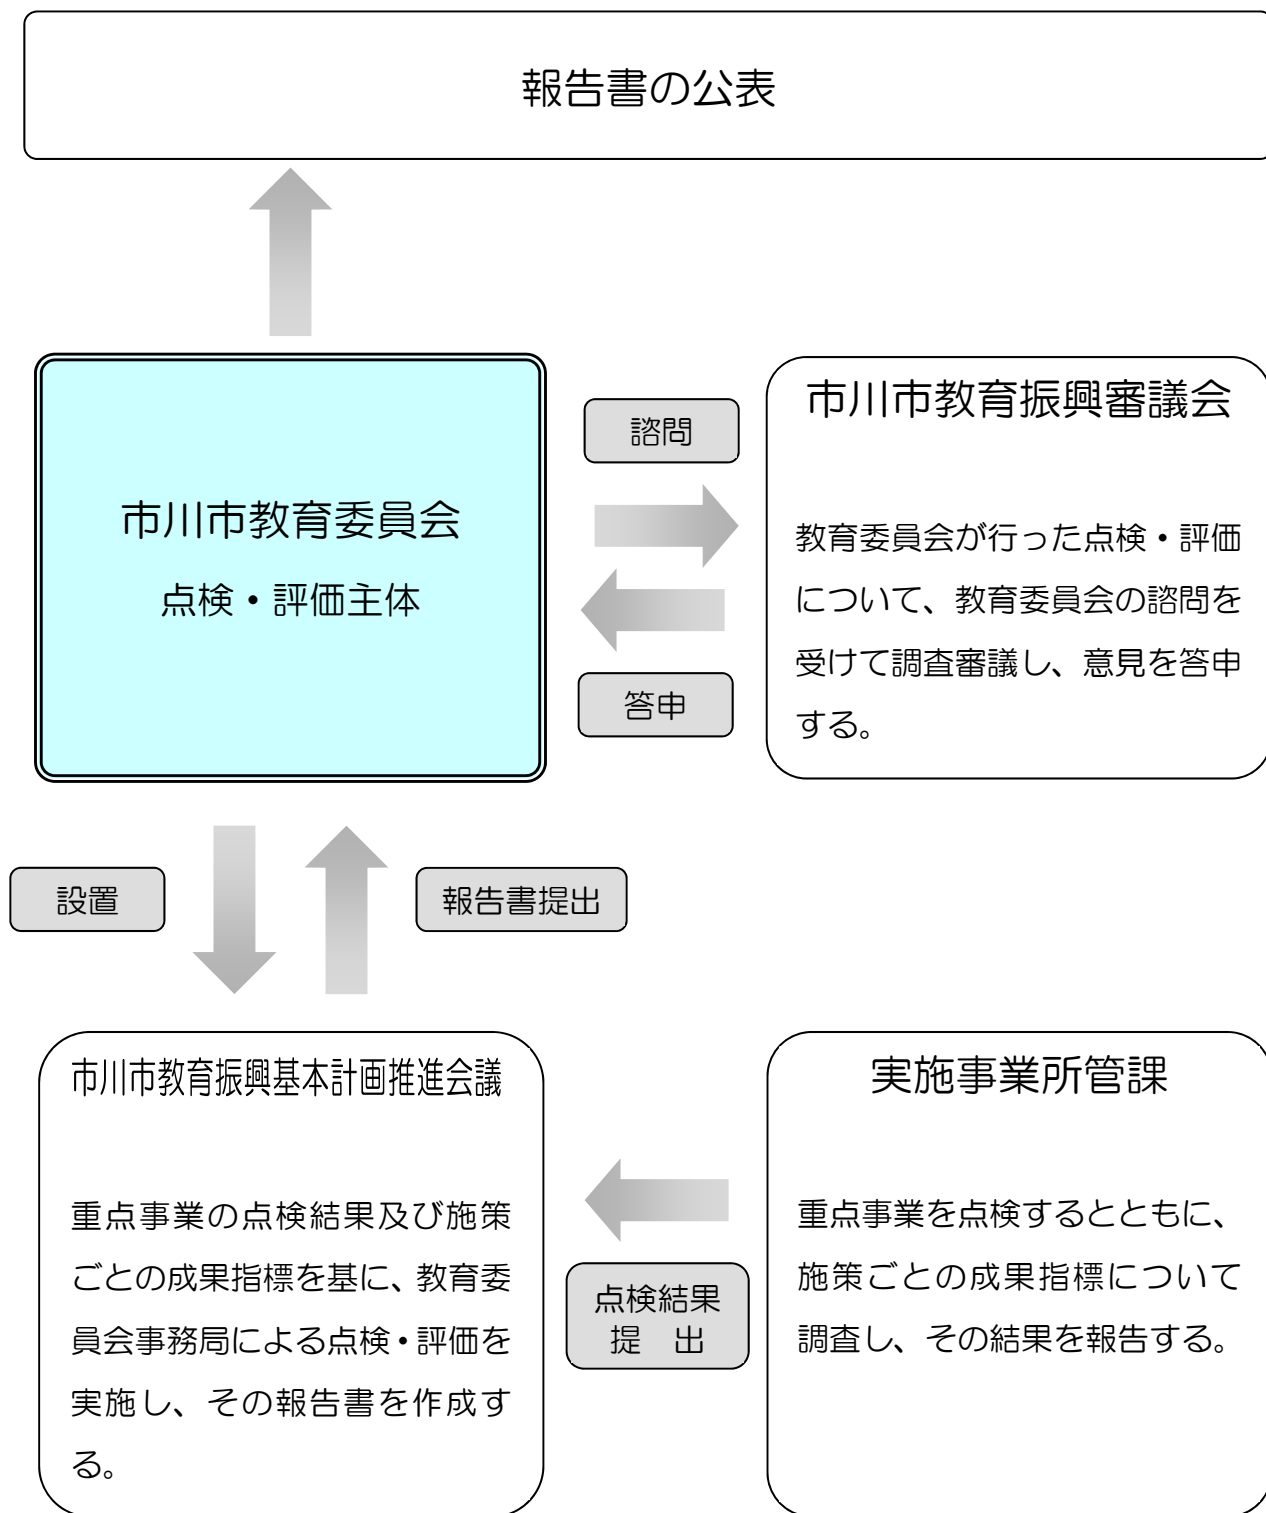 報告書の公表
市川市教育委員会
点検・評価主体
諮問
答申
市川市教育振興審議会
教育委員会が行った点検・評価
について、教育委員会の諮問を
受けて調査審議し、意見を答申
する。
設置
報告書提出
市川市教育振興基本計画推進会議
重点事業の点検結果及び施策
ごとの成果指標を基に、教育委
員会事務局による点検・評価を
実施し、その報告書を作成す
る。
点検結果
提　出
実施事業所管課
重点事業を点検するとともに、
施策ごとの成果指標について
調査し、その結果を報告する。